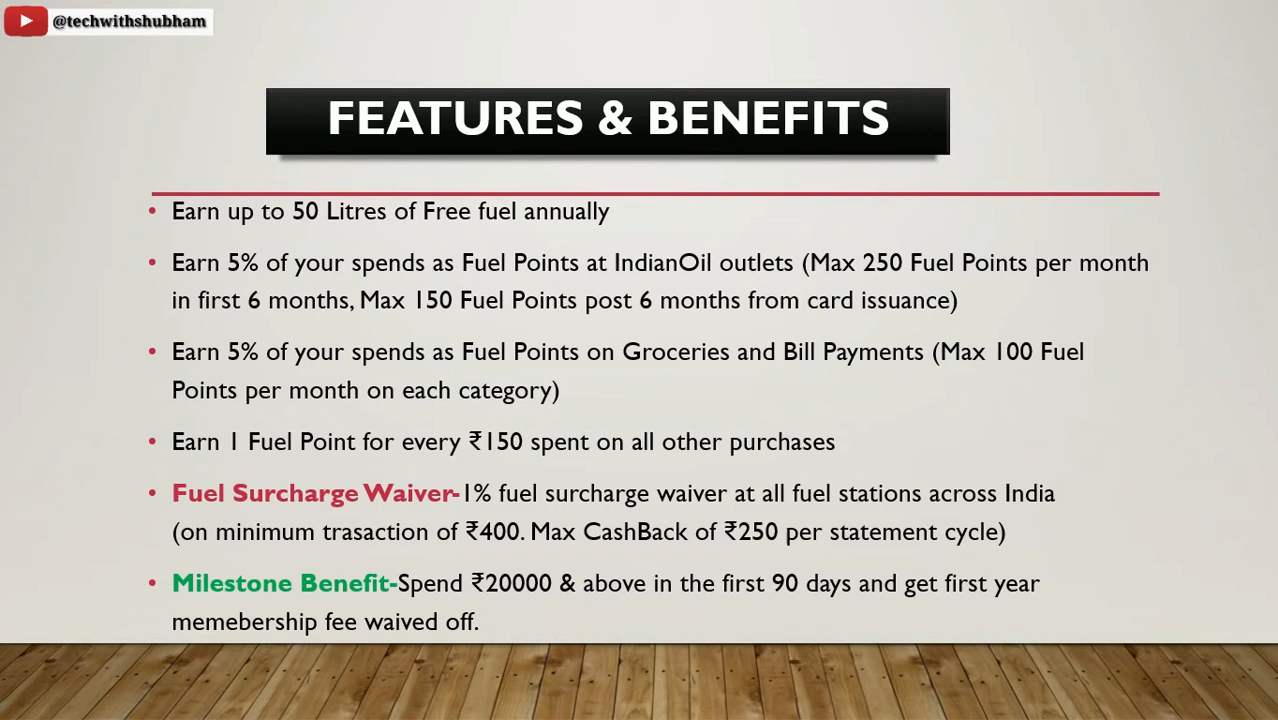 @techwithshubham
FEATURES & BENEFITS
• Earn up to 50 Litres of Free fuel annually
• Earn 5% of your spends as Fuel Points at IndianOil outlets (Max 250 Fuel Points per month
in first 6 months, Max 150 Fuel Points post 6 months from card issuance)
• Earn 5% of your spends as Fuel Points on Groceries and Bill Payments (Max 100 Fuel
Points per month on each category)
• Earn 1 Fuel Point for every ₹150 spent on all other purchases
• Fuel Surcharge Waiver-1% fuel surcharge waiver at all fuel stations across India
(on minimum trasaction of ₹400. Max CashBack of ₹250 per statement cycle)
• Milestone Benefit-Spend ₹20000 & above in the first 90 days and get first year
memebership fee waived off.